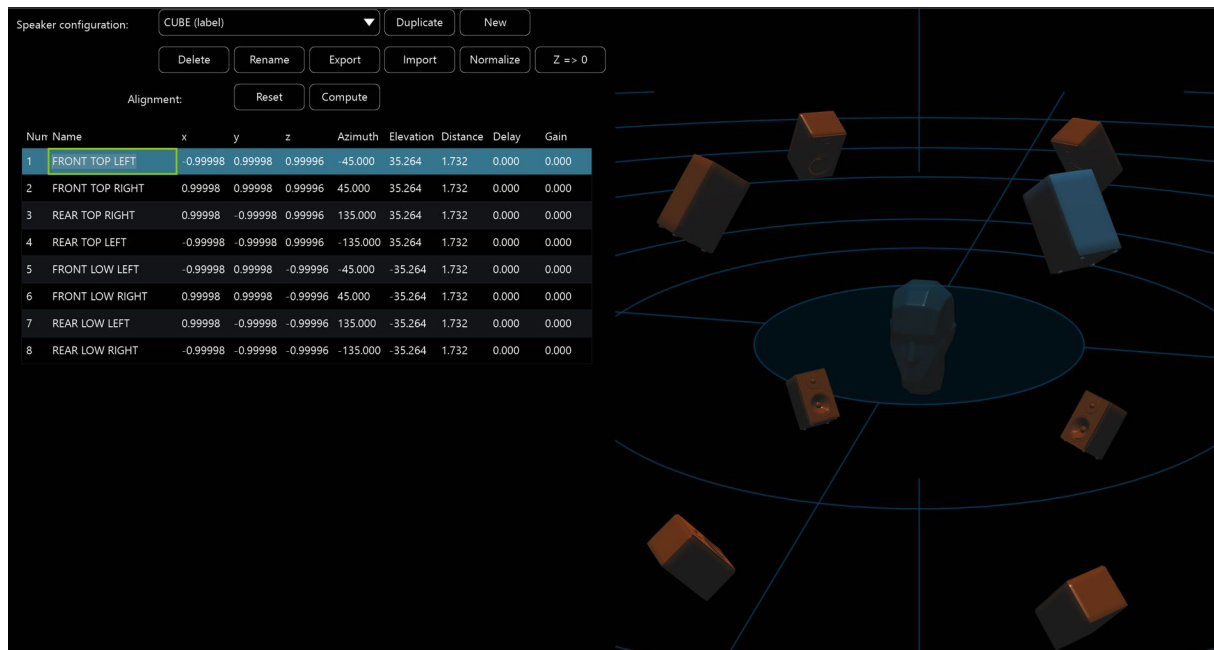 Speaker configuration: CUBE (label) Duplicate New
Delete Rename Export Import Normalize Z => 0
Alignment: Reset Compute
Num Name x y z Azimuth Elevation Distance Delay Gain
1 FRONT TOP LEFT -0.99998 0.99998 0.99996 -45.000 35.264 1.732 0.000 0.000
2 FRONT TOP RIGHT 0.99998 0.99998 0.99996 45.000 35.264 1.732 0.000 0.000
3 REAR TOP RIGHT 0.99998 -0.99998 0.99996 135.000 35.264 1.732 0.000 0.000
4 REAR TOP LEFT -0.99998 -0.99998 0.99996 -135.000 35.264 1.732 0.000 0.000
5 FRONT LOW LEFT -0.99998 0.99998 -0.99996 -45.000 -35.264 1.732 0.000 0.000
6 FRONT LOW RIGHT 0.99998 0.99998 -0.99996 45.000 -35.264 1.732 0.000 0.000
7 REAR LOW LEFT 0.99998 -0.99998 -0.99996 135.000 -35.264 1.732 0.000 0.000
8 REAR LOW RIGHT -0.99998 -0.99998 -0.99996 -135.000 -35.264 1.732 0.000 0.000